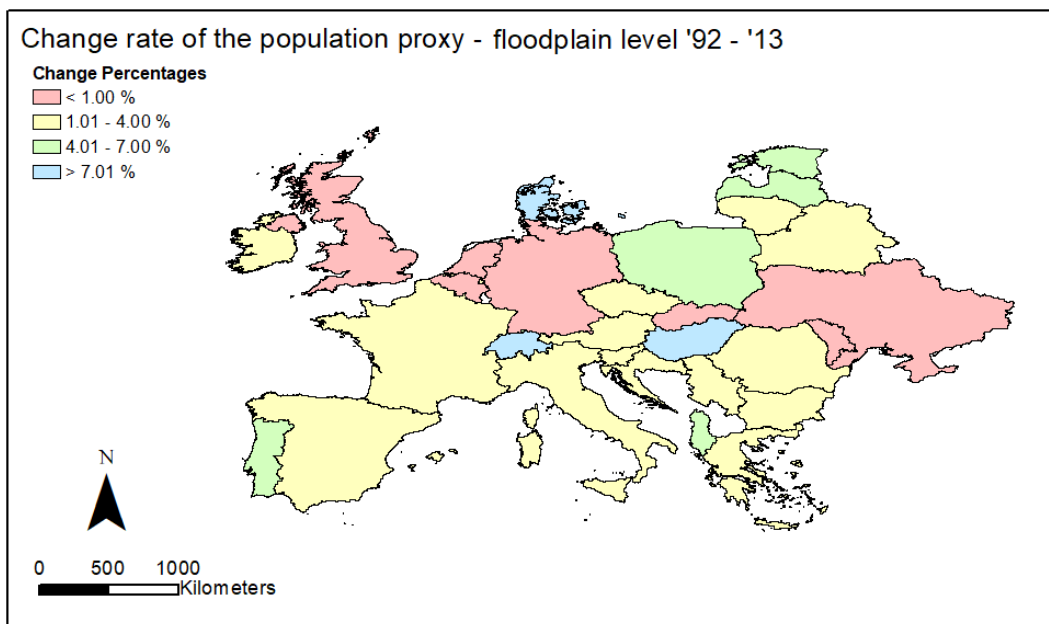 Change rate of the population proxy - floodplain level '92 - '13
Change Percentages
< 1.00 %
1.01 - 4.00 %
4.01 - 7.00 %
> 7.01 %
N
0 500 1000
Kilometers